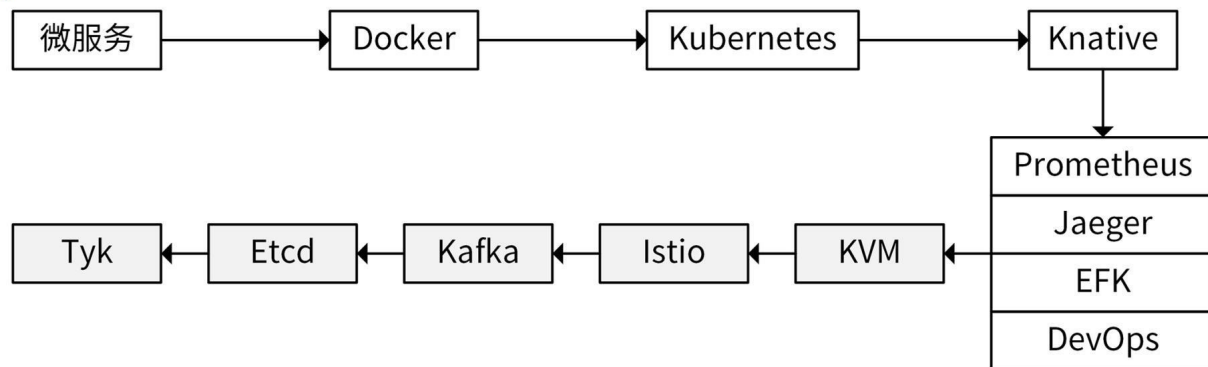 微服务
Docker
Kubernetes
Knative
Prometheus
Jaeger
EFK
DevOps
KVM
Istio
Kafka
Etcd
Tyk